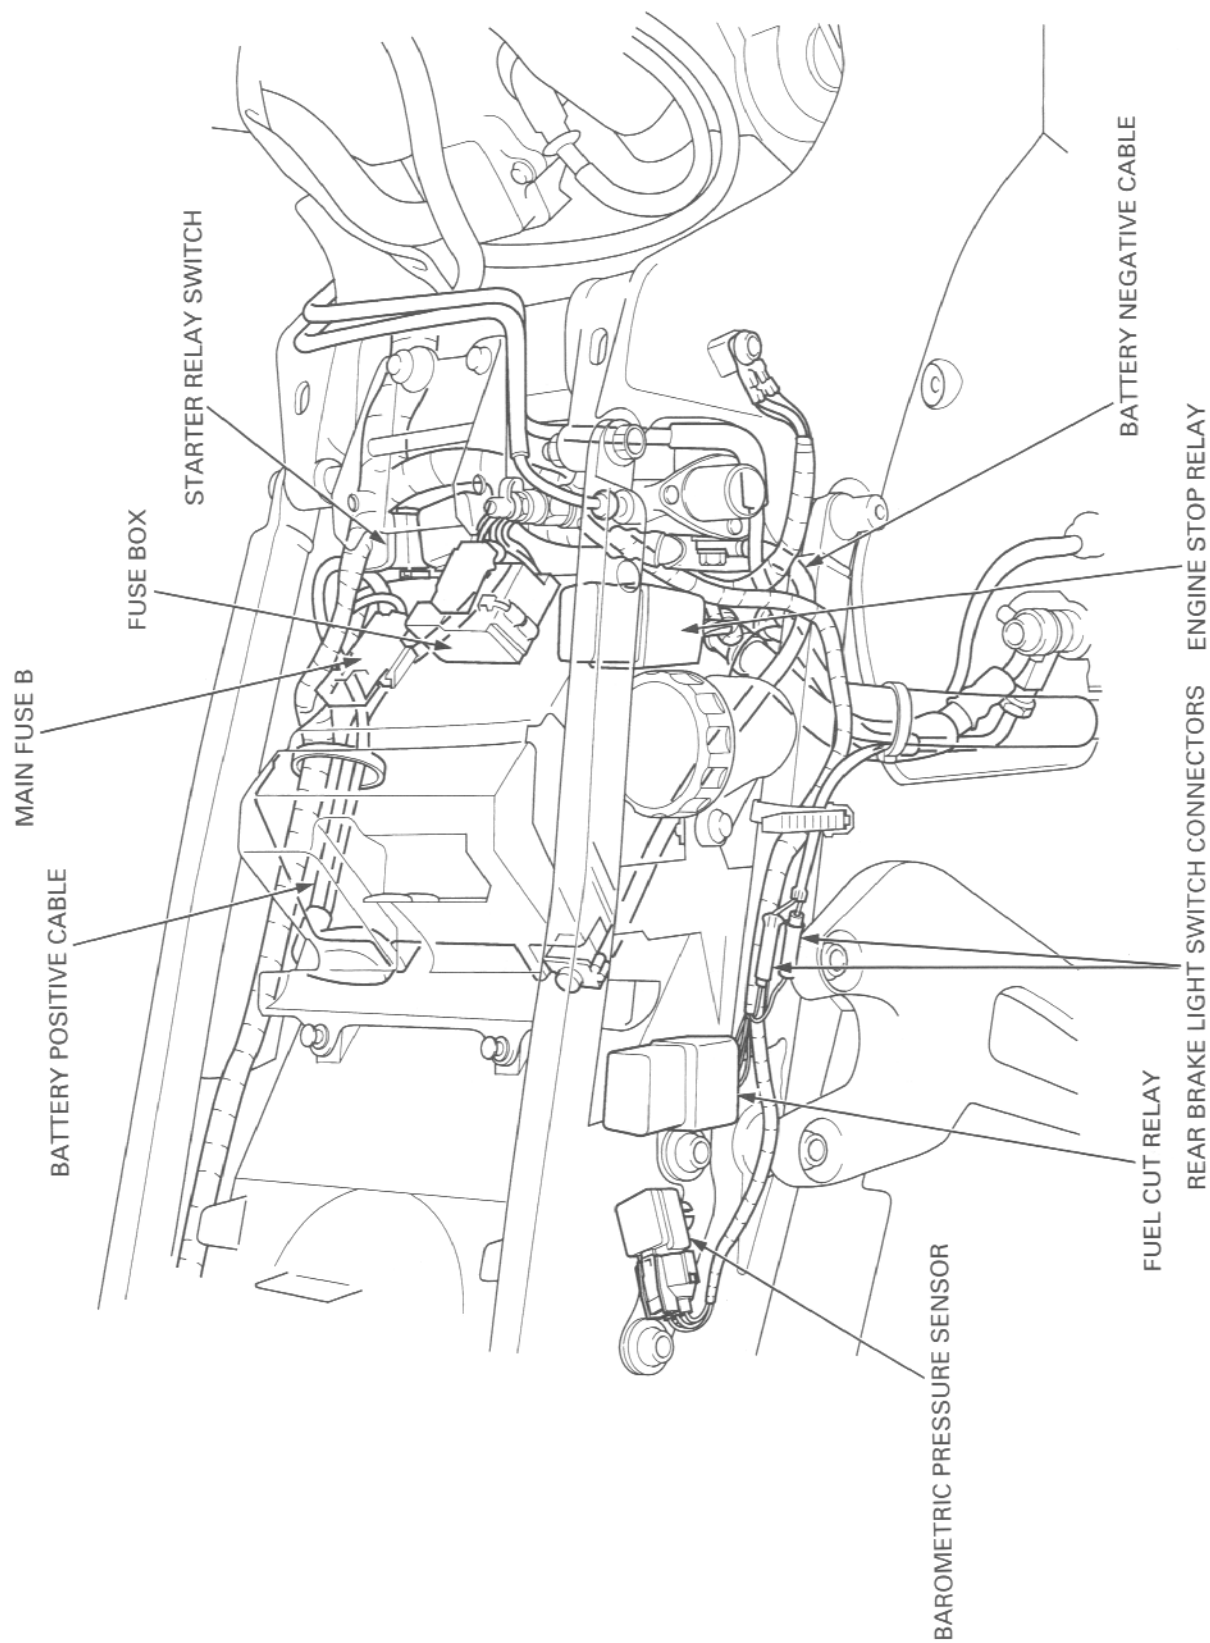 MAIN FUSE B
BATTERY POSITIVE CABLE
FUSE BOX
STARTER RELAY SWITCH
BAROMETRIC PRESSURE SENSOR
BATTERY NEGATIVE CABLE
FUEL CUT RELAY
REAR BRAKE LIGHT SWITCH CONNECTORS
ENGINE STOP RELAY